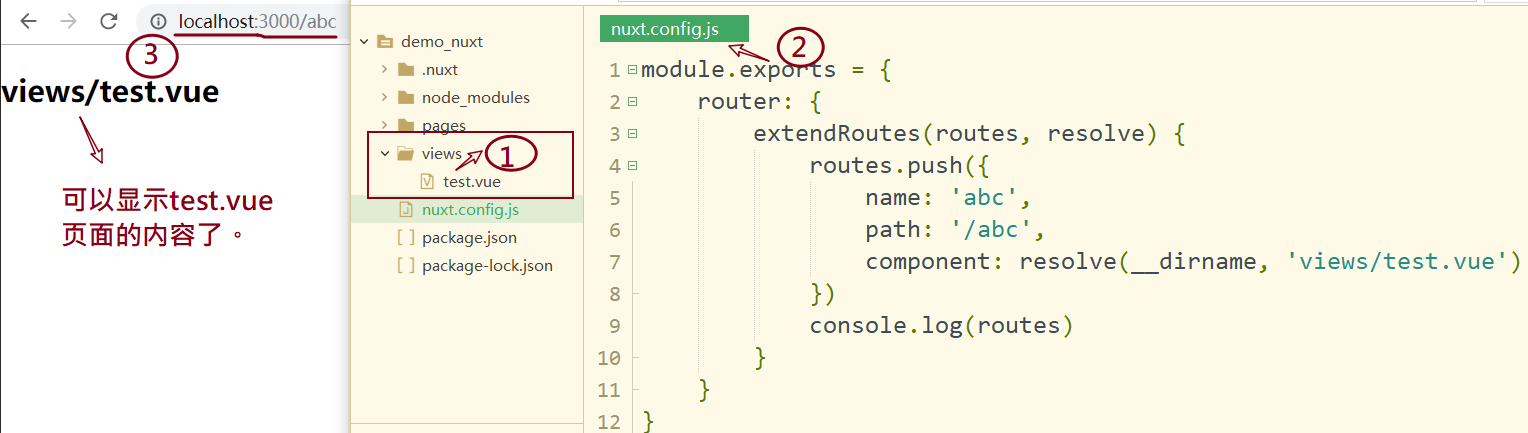 localhost:3000/abc
3
views/test.vue
可以显示test.vue
页面的内容了。
demo_nuxt
.nuxt
node_modules
pages
views
1
test.vue
nuxt.config.js
package.json
package-lock.json
nuxt.config.js
2
1 module.exports = {
2 router: {
3 extendRoutes(routes, resolve) {
4 routes.push({
5 name: 'abc',
6 path: '/abc',
7 component: resolve(__dirname, 'views/test.vue')
8 })
9 console.log(routes)
10 }
11 }
12 }